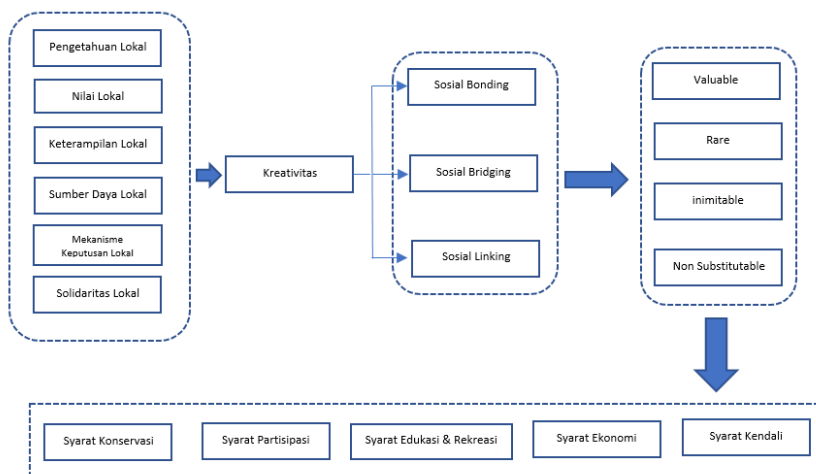 Pengetahuan Lokal
Nilai Lokal
Keterampilan Lokal
Sumber Daya Lokal
Mekanisme
Keputusan Lokal
Solidaritas Lokal
Kreativitas
Sosial Bonding
Sosial Bridging
Sosial Linking
Valuable
Rare
inimitable
Non Substitutable
Syarat Konservasi
Syarat Partisipasi
Syarat Edukasi & Rekreasi
Syarat Ekonomi
Syarat Kendali